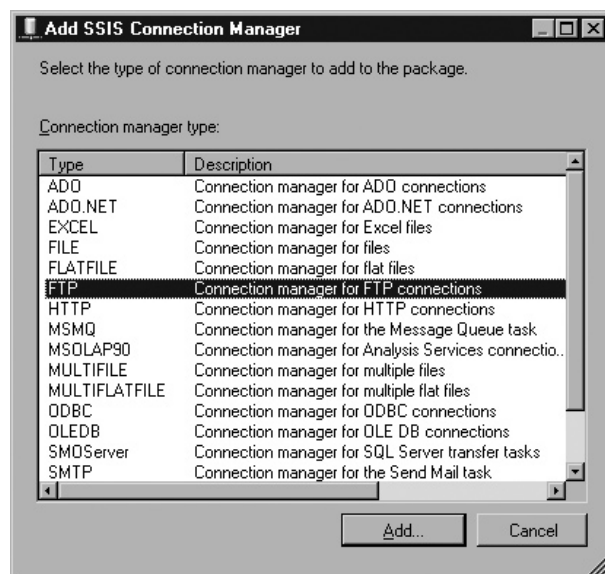 Add SSIS Connection Manager
Select the type of connection manager to add to the package.
Connection manager type:
Type Description
ADO Connection manager for ADO connections
ADO.NET Connection manager for ADO.NET connections
EXCEL Connection manager for Excel files
FILE Connection manager for files
FLATFILE Connection manager for flat files
FTP Connection manager for FTP connections
HTTP Connection manager for HTTP connections
MSMQ Connection manager for the Message Queue task
MSOLAP90 Connection manager for Analysis Services connectio..
MULTIFILE Connection manager for multiple files
MULTIFLATFILE Connection manager for multiple flat files
ODBC Connection manager for ODBC connections
OLEDB Connection manager for OLE DB connections
SMOServer Connection manager for SQL Server transfer tasks
SMTP Connection manager for the Send Mail task
Add... Cancel